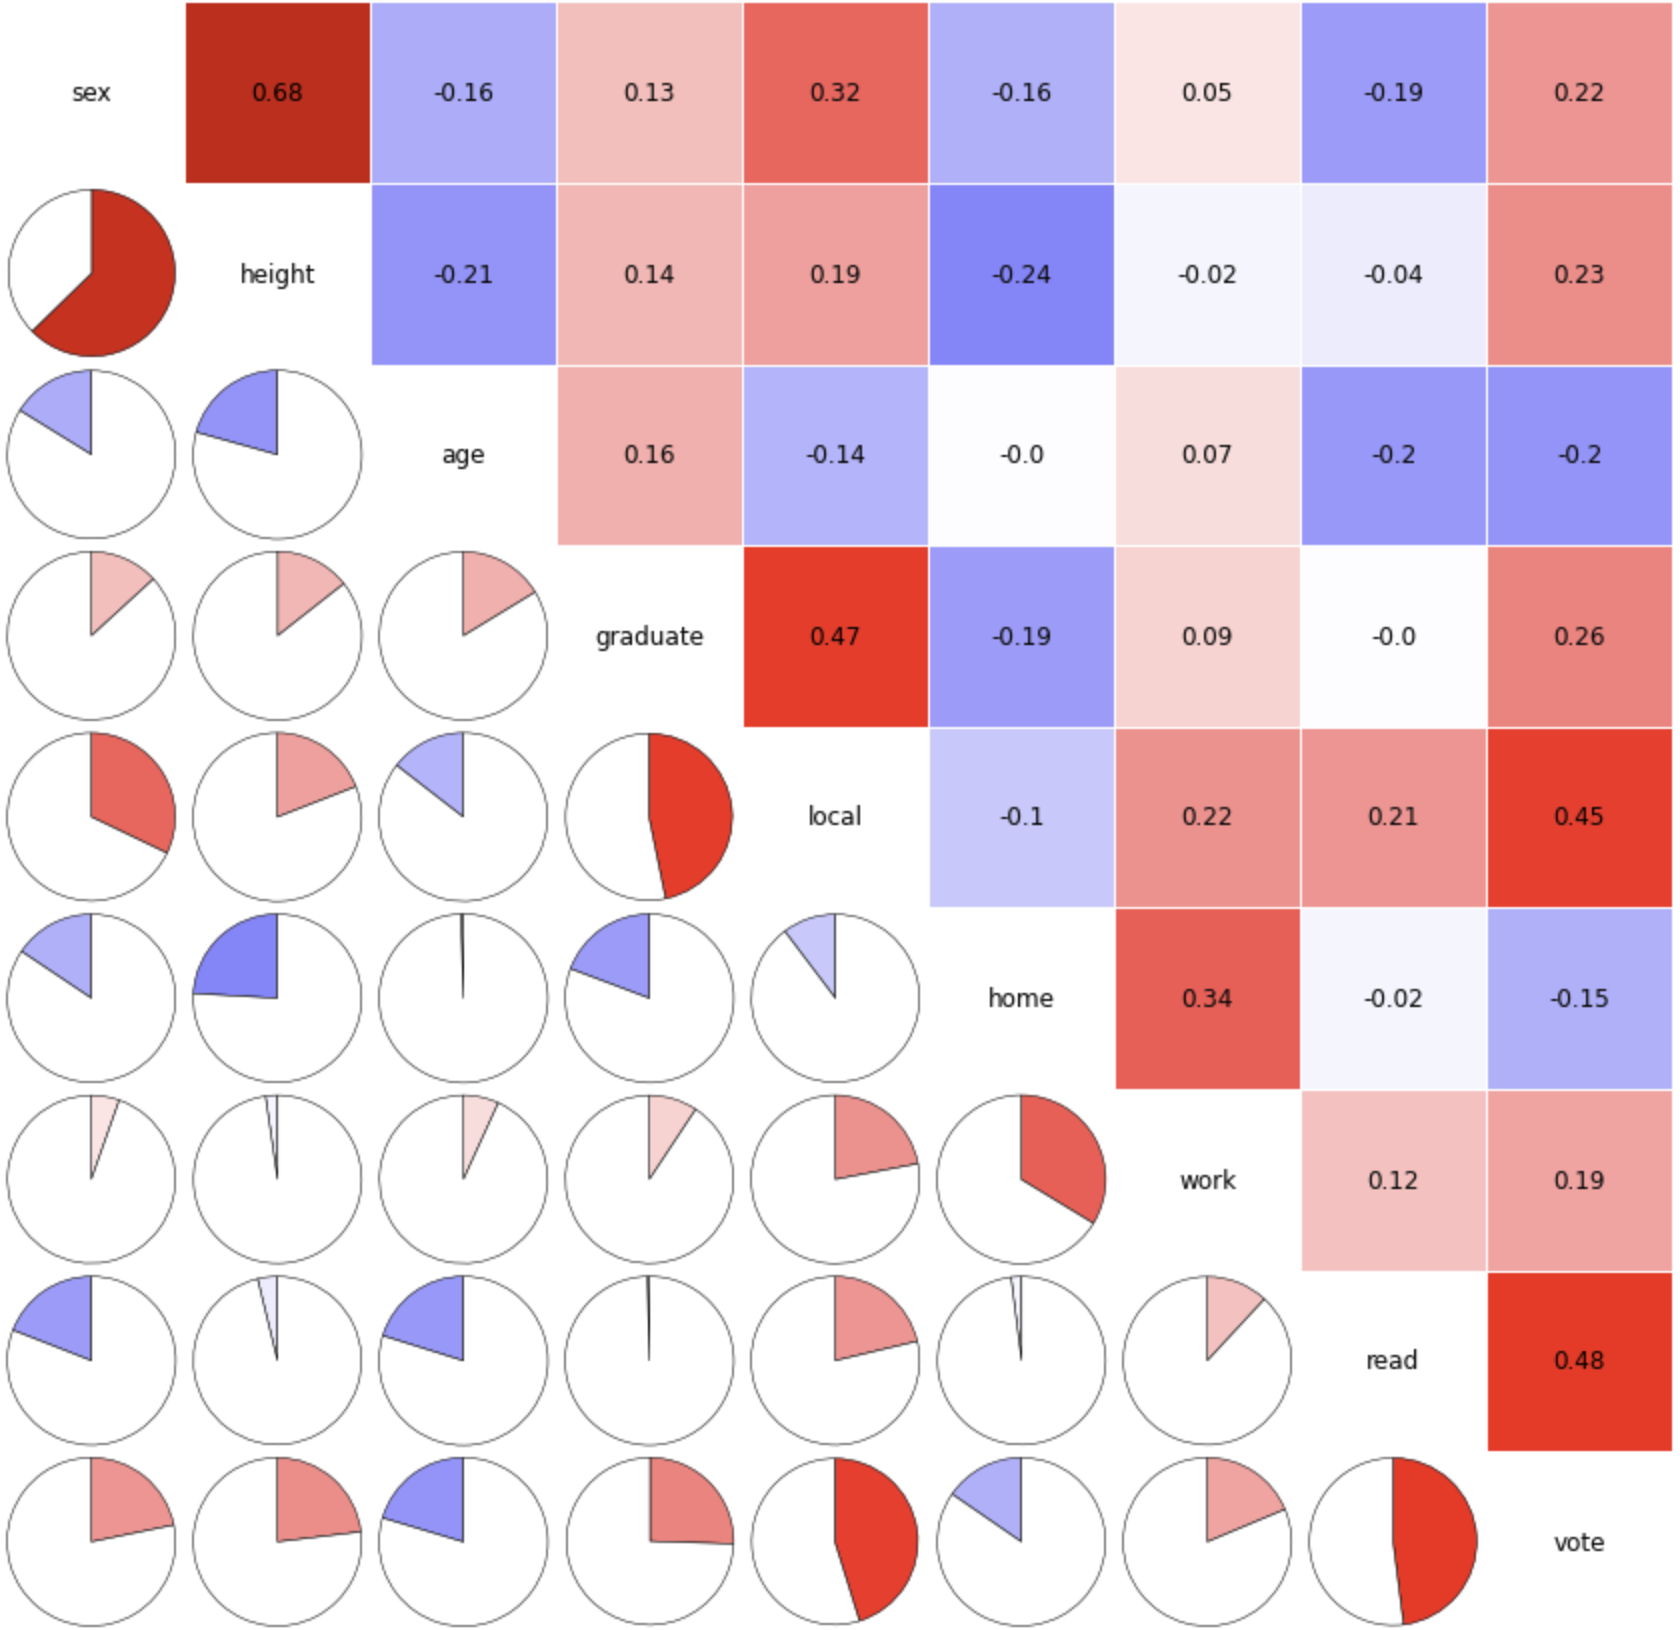 sex 0.68 -0.16 0.13 0.32 -0.16 0.05 -0.19 0.22
height -0.21 0.14 0.19 -0.24 -0.02 -0.04 0.23
age 0.16 -0.14 -0.0 0.07 -0.2 -0.2
graduate 0.47 -0.19 0.09 -0.0 0.26
local -0.1 0.22 0.21 0.45
home 0.34 -0.02 -0.15
work 0.12 0.19
read 0.48
vote